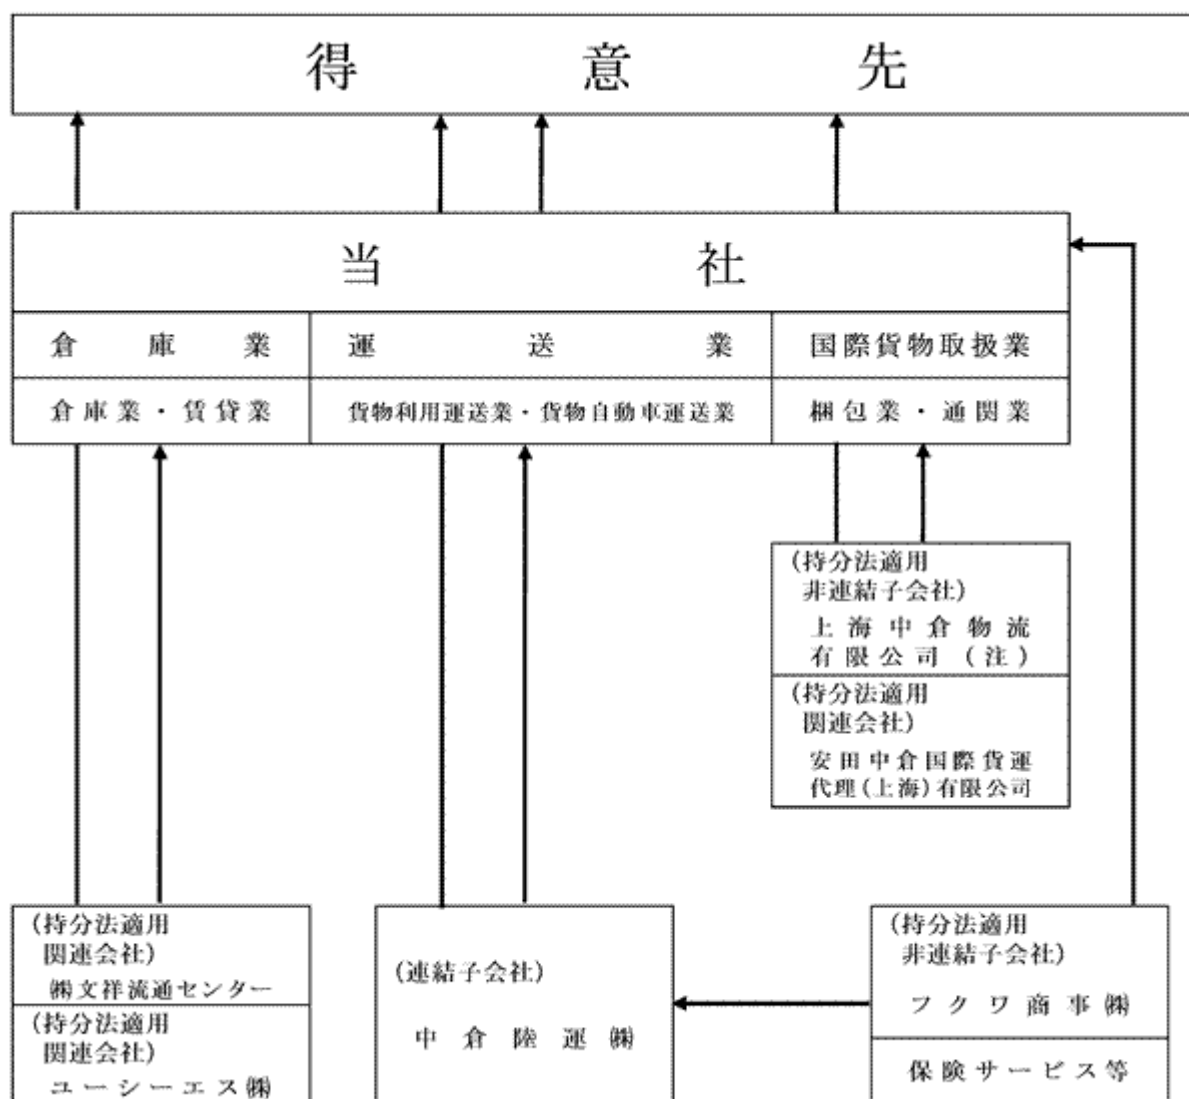 得意先
当社
倉庫業
運送業
国際貨物取扱業
倉庫業・賃貸業
貨物利用運送業・貨物自動車運送業
梱包業・通関業
(持分法適用
非連結子会社)
上海中倉物流
有限公司(注)
(持分法適用
関連会社)
安田中倉国際貨運
代理(上海)有限公司
(持分法適用
関連会社)
㈱文祥流通センター
(持分法適用
関連会社)
ユーシーエス㈱
(連結子会社)
中倉陸運㈱
(持分法適用
非連結子会社)
フクワ商事㈱
保険サービス等